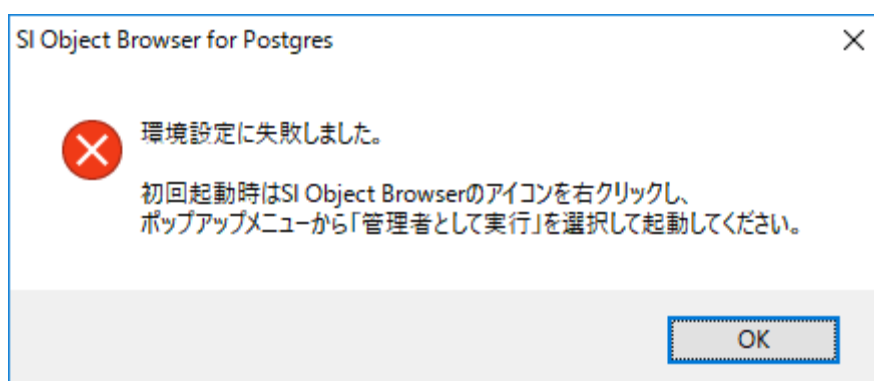 SI Object Browser for Postgres
環境設定に失敗しました。
初回起動時はSI Object Browserのアイコンを右クリックし、
ポップアップメニューから「管理者として実行」を選択して起動してください。
OK